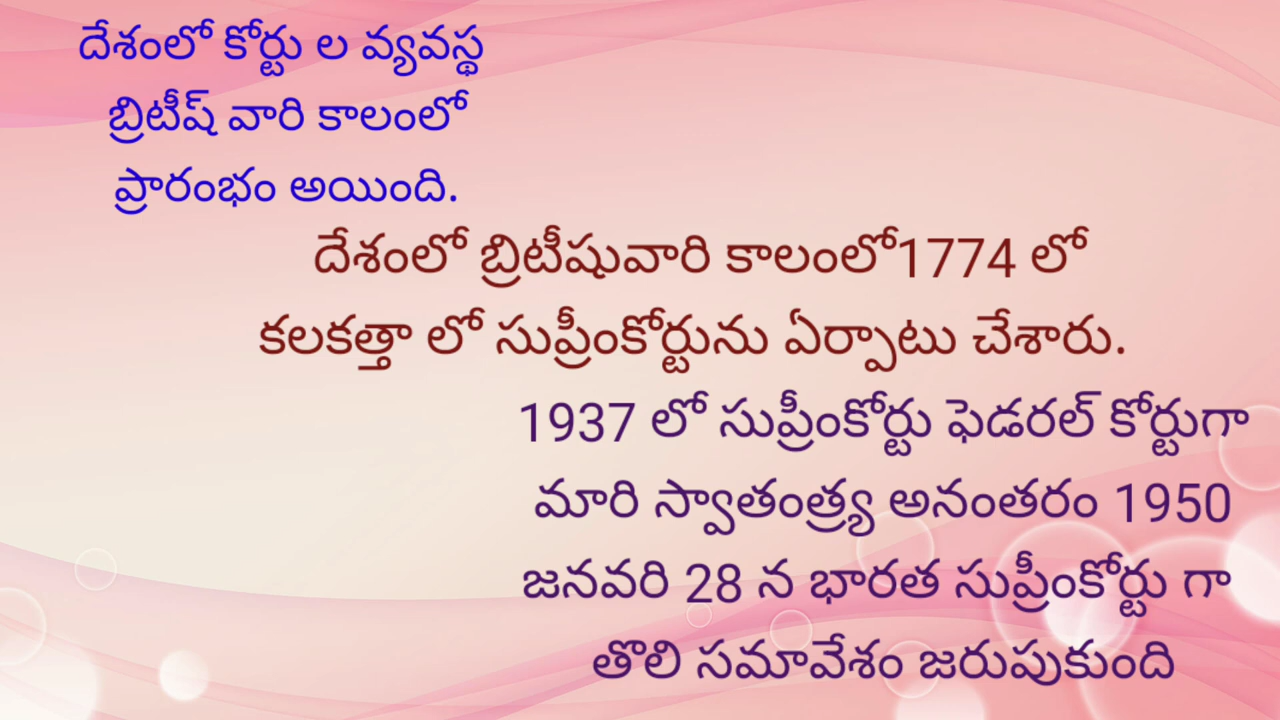 దేశంలో కోర్టు ల వ్యవస్థ
బ్రిటీష్ వారి కాలంలో
ప్రారంభం అయింది.
దేశంలో బ్రిటీషువారి కాలంలో1774 లో
కలకత్తా లో సుప్రీంకోర్టును ఏర్పాటు చేశారు.
1937 లో సుప్రీంకోర్టు ఫెడరల్ కోర్టుగా
మారి స్వాతంత్ర్య అనంతరం 1950
జనవరి 28 న భారత సుప్రీంకోర్టు గా
తొలి సమావేశం జరుపుకుంది